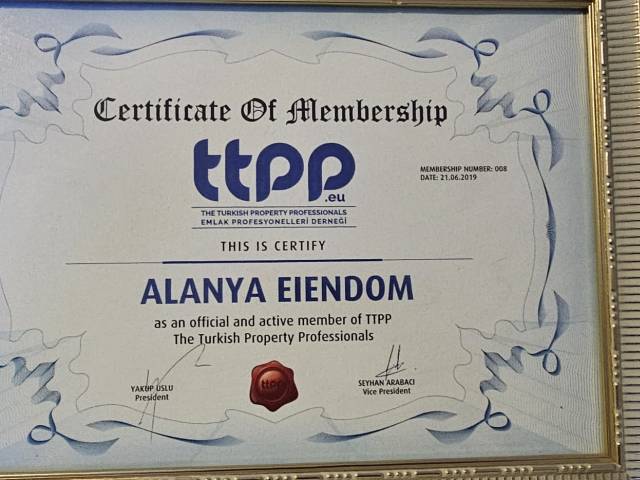 Certificate Of Membership
ttpp
.eu
THE TURKISH PROPERTY PROFESSIONALS
EMLAK PROFESYONELLERİ DERNEĞİ
MEMBERSHIP NUMBER: 008
DATE: 21.06.2019
THIS IS CERTIFY
ALANYA EIENDOM
as an official and active member of TTPP
The Turkish Property Professionals
YAKUP USLU
President
ttpp
SEYHAN ARABACI
Vice President